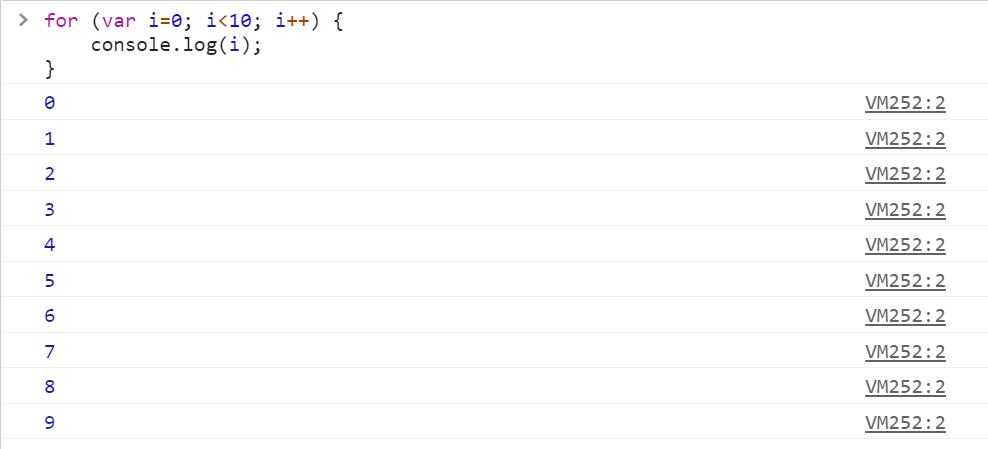 > for (var i=0; i<10; i++) {
    console.log(i);
}
0 VM252:2
1 VM252:2
2 VM252:2
3 VM252:2
4 VM252:2
5 VM252:2
6 VM252:2
7 VM252:2
8 VM252:2
9 VM252:2